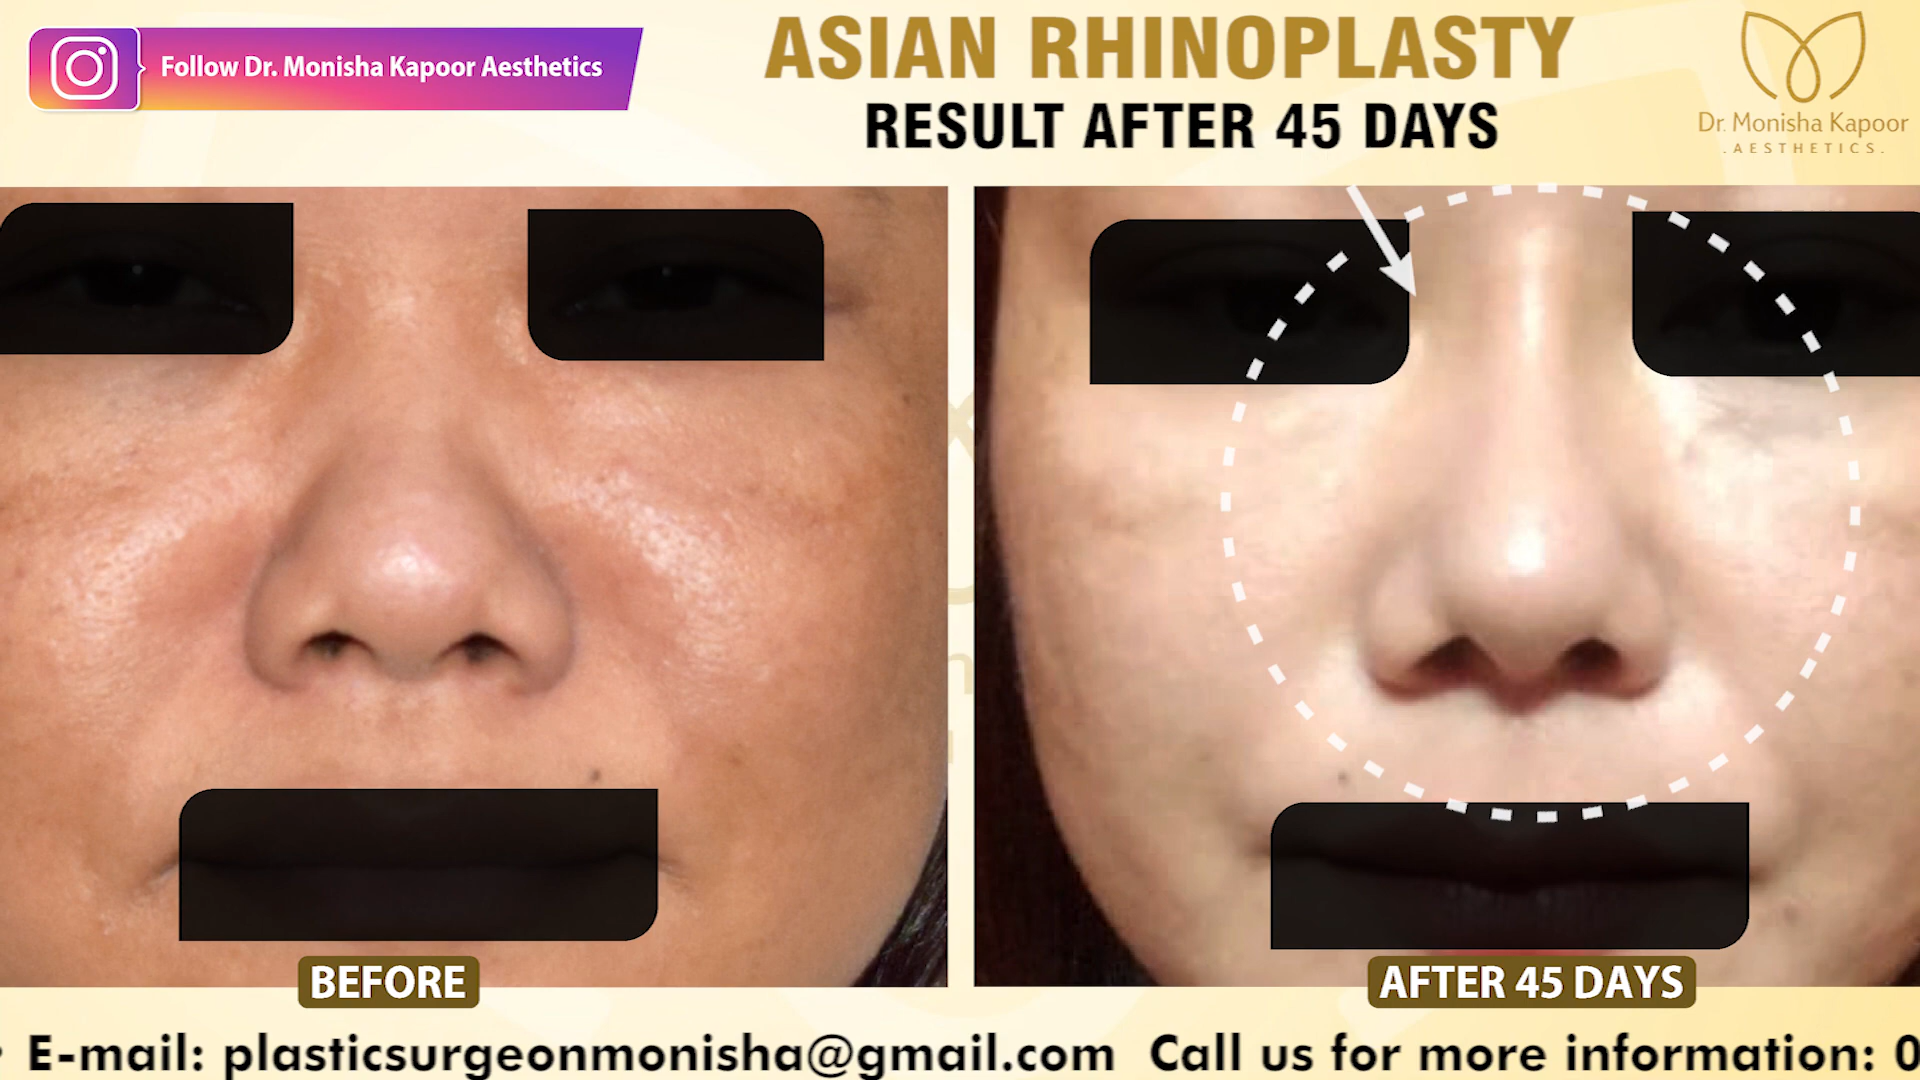 Follow Dr. Monisha Kapoor Aesthetics
ASIAN RHINOPLASTY
RESULT AFTER 45 DAYS
Dr. Monisha Kapoor
.AESTHETICS.
BEFORE
AFTER 45 DAYS
E-mail: plasticsurgeonmonisha@gmail.com Call us for more information: 0